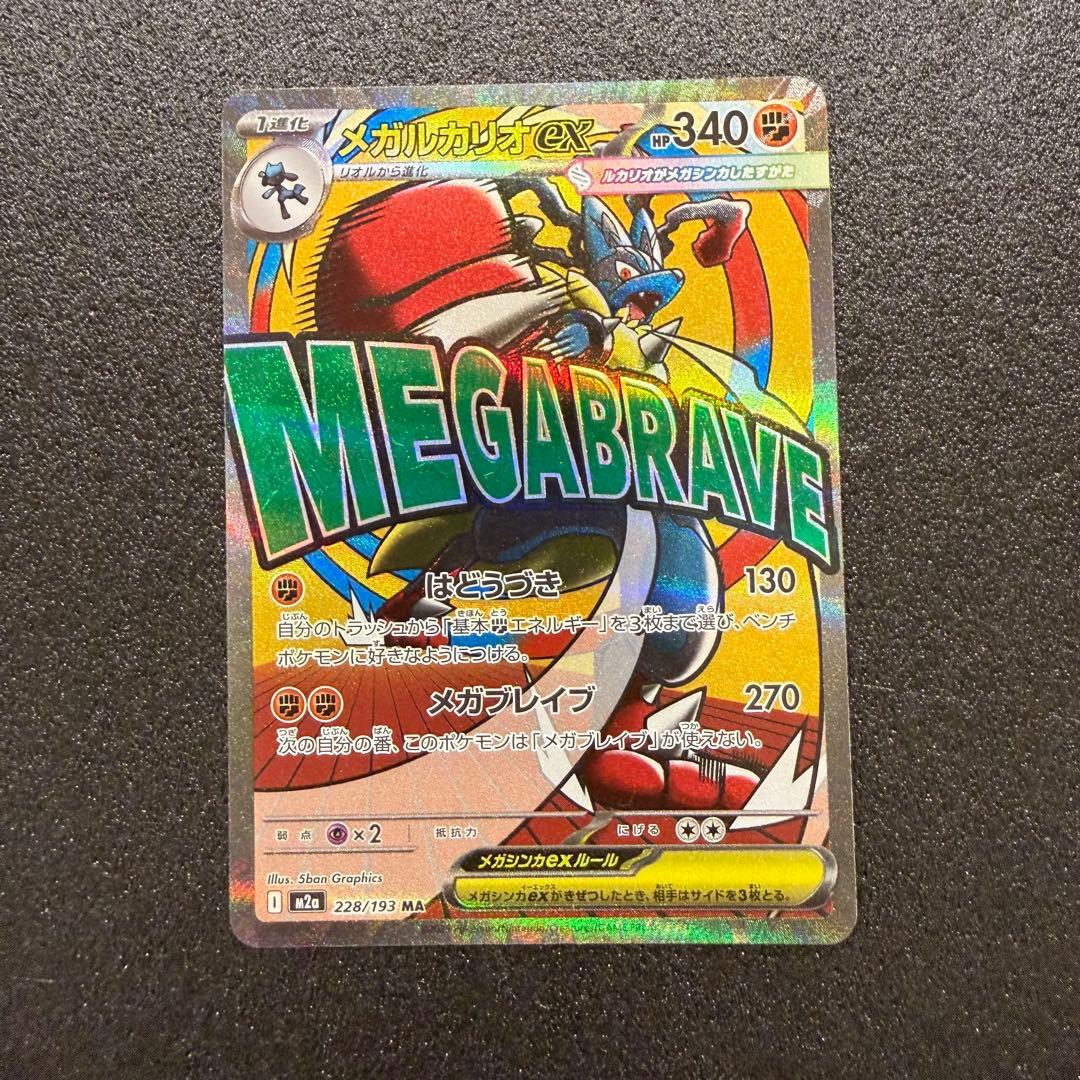 1進化 メガルカリオex HP340
リオルから進化 ルカリオがメガシンカしたすがた
MEGABRAVE
はどうづき 130
自分のトラッシュから「基本エネルギー」を3枚まで選び、ベンチ
ポケモンに好きなようにつける。
メガブレイブ 270
次の自分の番、このポケモンは「メガブレイブ」が使えない。
弱点 ×2 抵抗力 にげる
メガシンカexルール
メガシンカexがきぜつしたとき、相手はサイドを3枚とる。
Illus. 5ban Graphics
I m2a 228/193 MA